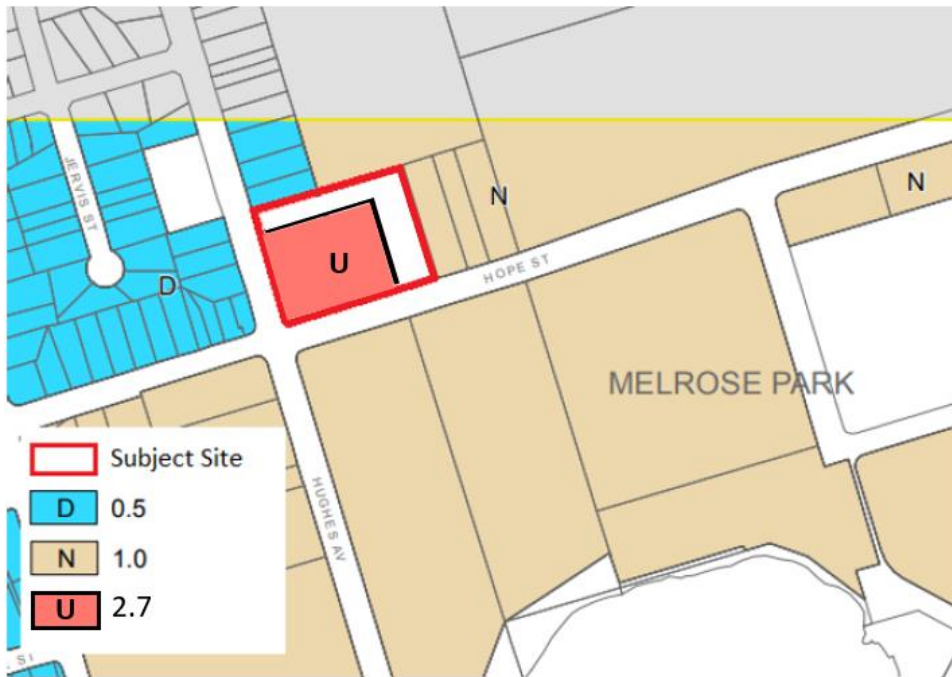 JERVIS ST
D
U
N
N
HOPE ST
MELROSE PARK
HUGHES AV
Subject Site
D 0.5
N 1.0
U 2.7